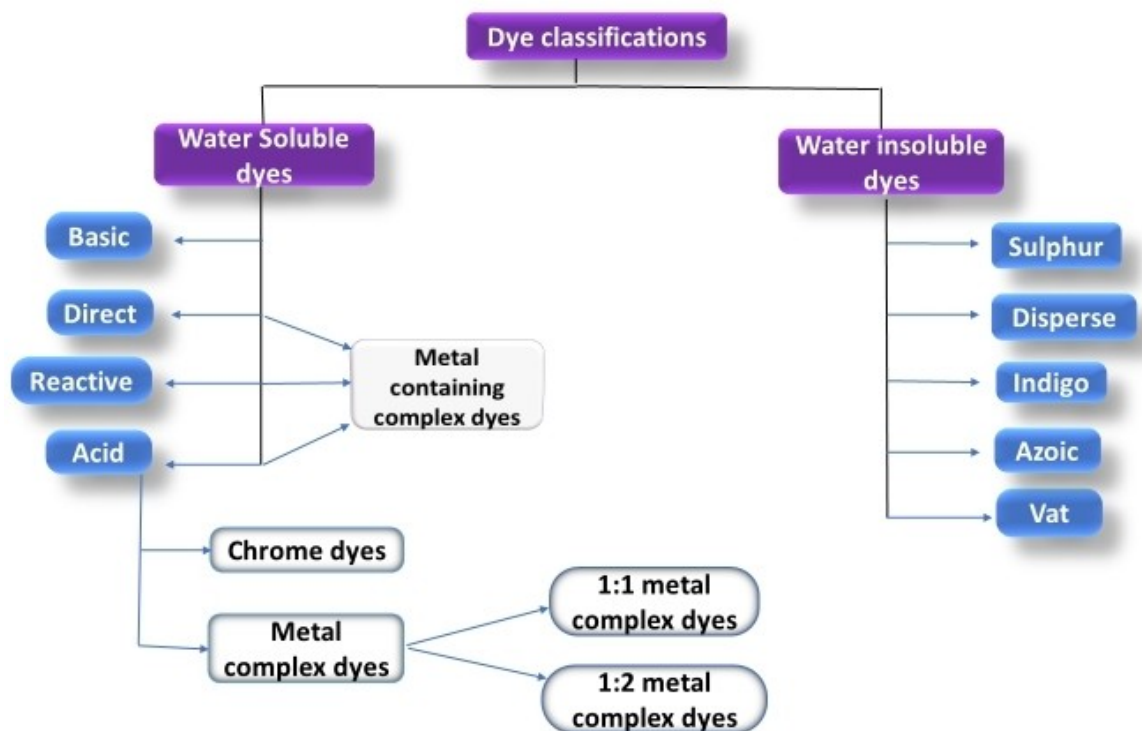 Dye classifications
Water Soluble
dyes
Water insoluble
dyes
Basic
Direct
Reactive
Acid
Metal
containing
complex dyes
Sulphur
Disperse
Indigo
Azoic
Vat
Chrome dyes
Metal
complex dyes
1:1 metal
complex dyes
1:2 metal
complex dyes